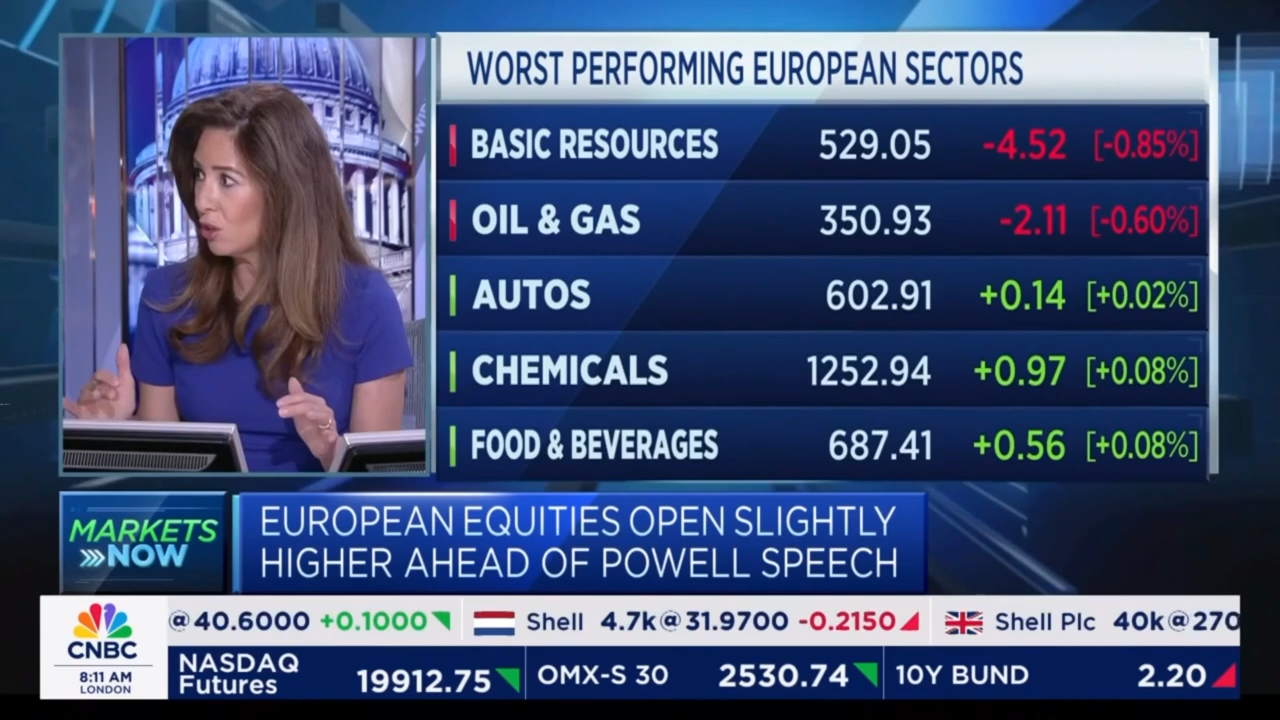 WORST PERFORMING EUROPEAN SECTORS
BASIC RESOURCES 529.05 -4.52 [-0.85%]
OIL & GAS 350.93 -2.11 [-0.60%]
AUTOS 602.91 +0.14 [+0.02%]
CHEMICALS 1252.94 +0.97 [+0.08%]
FOOD & BEVERAGES 687.41 +0.56 [+0.08%]
MARKETS
NOW
EUROPEAN EQUITIES OPEN SLIGHTLY
HIGHER AHEAD OF POWELL SPEECH
CNBC
8:11 AM
LONDON
@40.6000 +0.1000 Shell 4.7k@31.9700 -0.2150 Shell Plc 40k@270
NASDAQ
Futures 19912.75 OMX-S 30 2530.74 10Y BUND 2.20